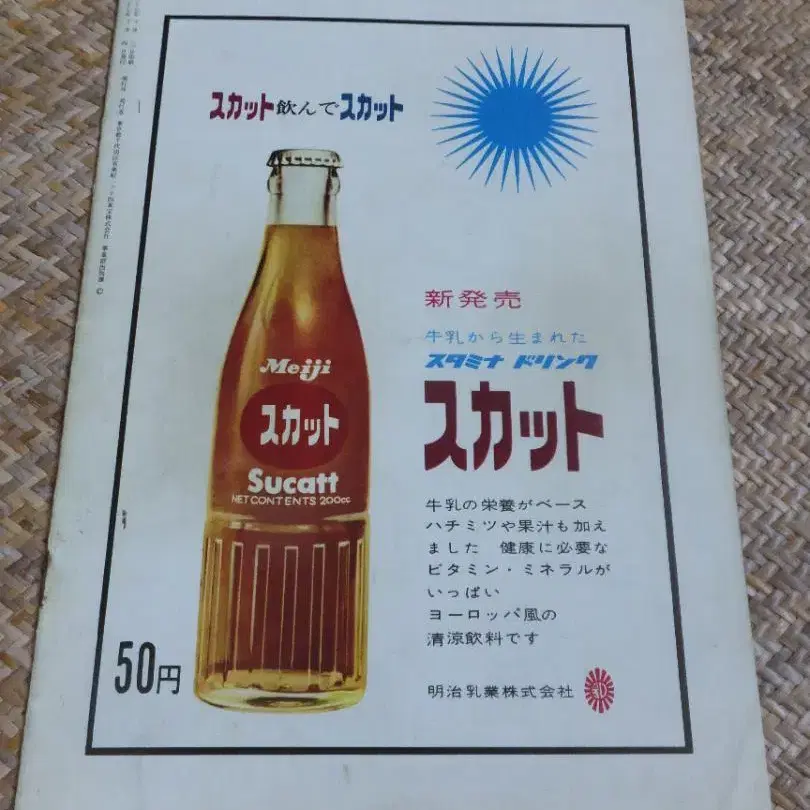 スカット飲んでスカット
新発売
牛乳から生まれた
スタミナ ドリンク
スカット
Meiji
スカット
Sucatt
NET CONTENTS 200cc
牛乳の栄養がベース
ハチミツや果汁も加え
ました 健康に必要な
ビタミン・ミネラルが
いっぱい
ヨーロッパ風の
清涼飲料です
50円
明治乳業株式会社